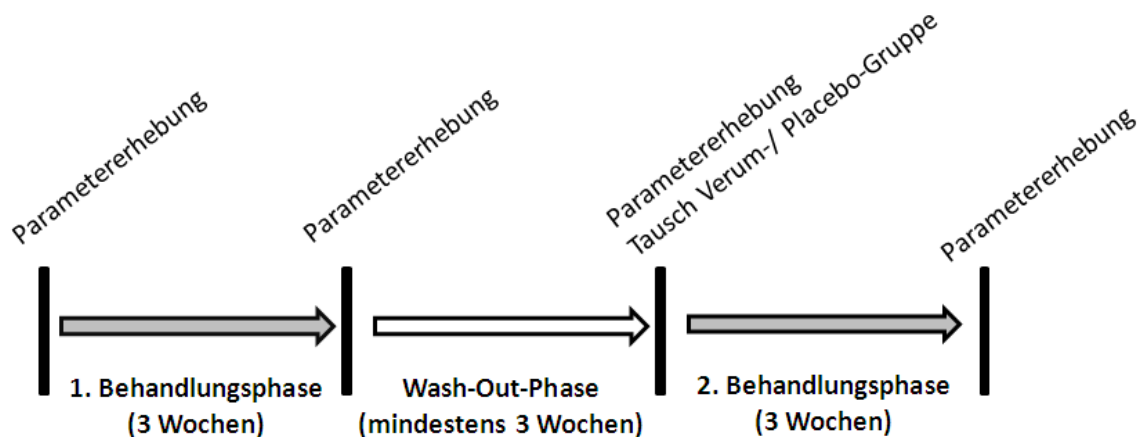 Parametererhebung
Parametererhebung
Parametererhebung
Tausch Verum-/ Placebo-Gruppe
Parametererhebung
1. Behandlungsphase
(3 Wochen)
Wash-Out-Phase
(mindestens 3 Wochen)
2. Behandlungsphase
(3 Wochen)